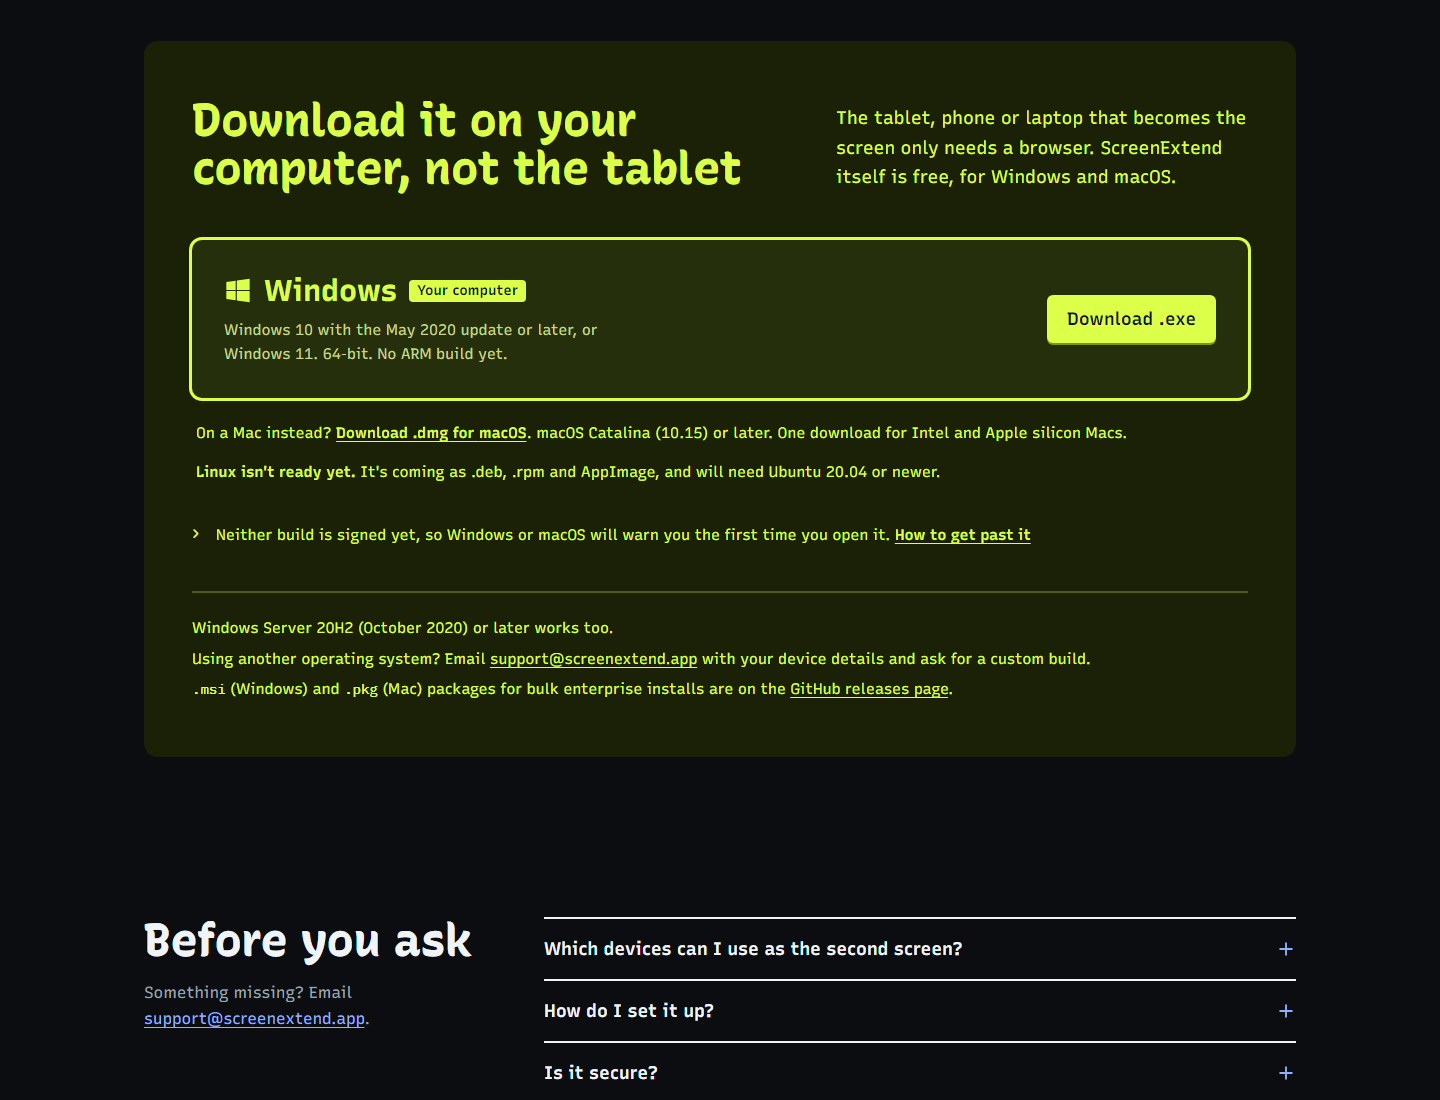 Download it on your
computer, not the tablet
The tablet, phone or laptop that becomes the
screen only needs a browser. ScreenExtend
itself is free, for Windows and macOS.
Windows Your computer
Windows 10 with the May 2020 update or later, or
Windows 11. 64-bit. No ARM build yet.
Download .exe
On a Mac instead? Download .dmg for macOS. macOS Catalina (10.15) or later. One download for Intel and Apple silicon Macs.
Linux isn't ready yet. It's coming as .deb, .rpm and AppImage, and will need Ubuntu 20.04 or newer.
Neither build is signed yet, so Windows or macOS will warn you the first time you open it. How to get past it
Windows Server 20H2 (October 2020) or later works too.
Using another operating system? Email support@screenextend.app with your device details and ask for a custom build.
.msi (Windows) and .pkg (Mac) packages for bulk enterprise installs are on the GitHub releases page.
Before you ask
Something missing? Email
support@screenextend.app.
Which devices can I use as the second screen?
How do I set it up?
Is it secure?